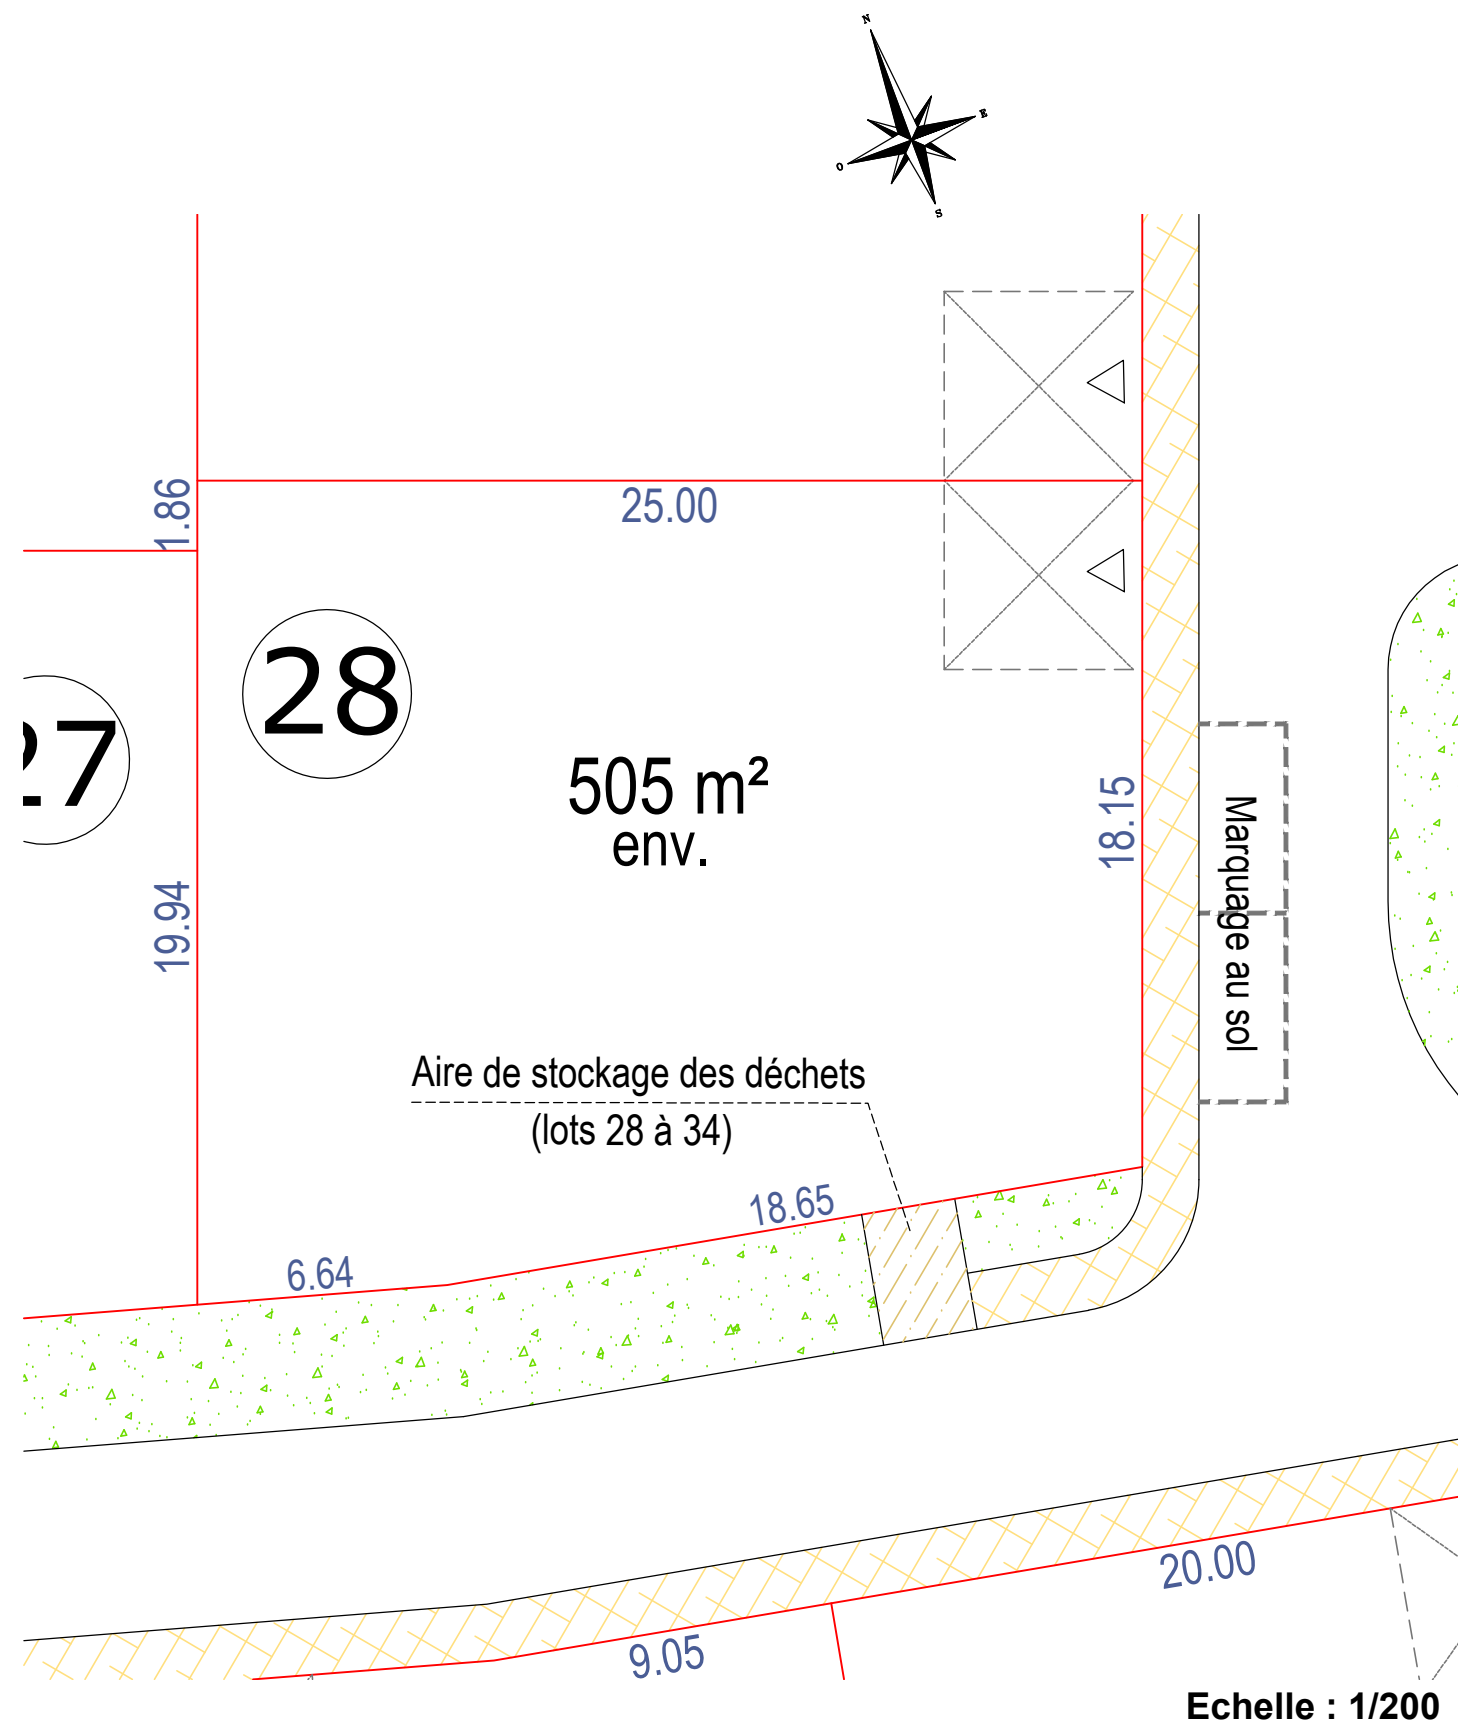 N
E
O
S
1.86
25.00
28
27
505 m²
env.
18.15
Marquage au sol
19.94
Aire de stockage des déchets
(lots 28 à 34)
18.65
6.64
20.00
9.05
Echelle : 1/200